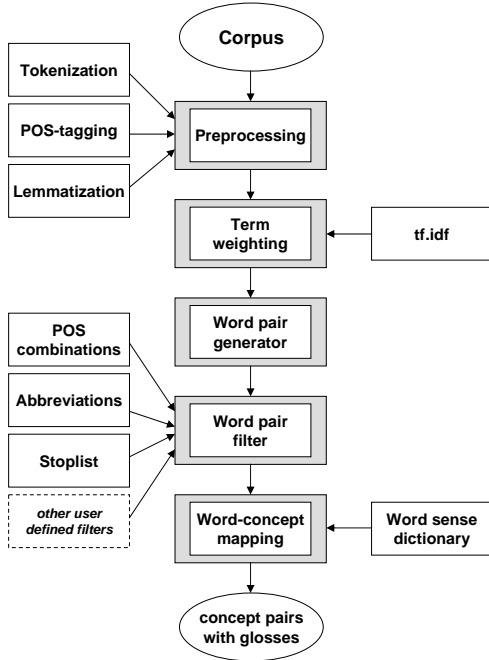 Corpus
Tokenization
POS-tagging
Lemmatization
Preprocessing
Term
weighting
tf.idf
Word pair
generator
POS
combinations
Abbreviations
Stoplist
other user
defined filters
Word pair
filter
Word-concept
mapping
Word sense
dictionary
concept pairs
with glosses